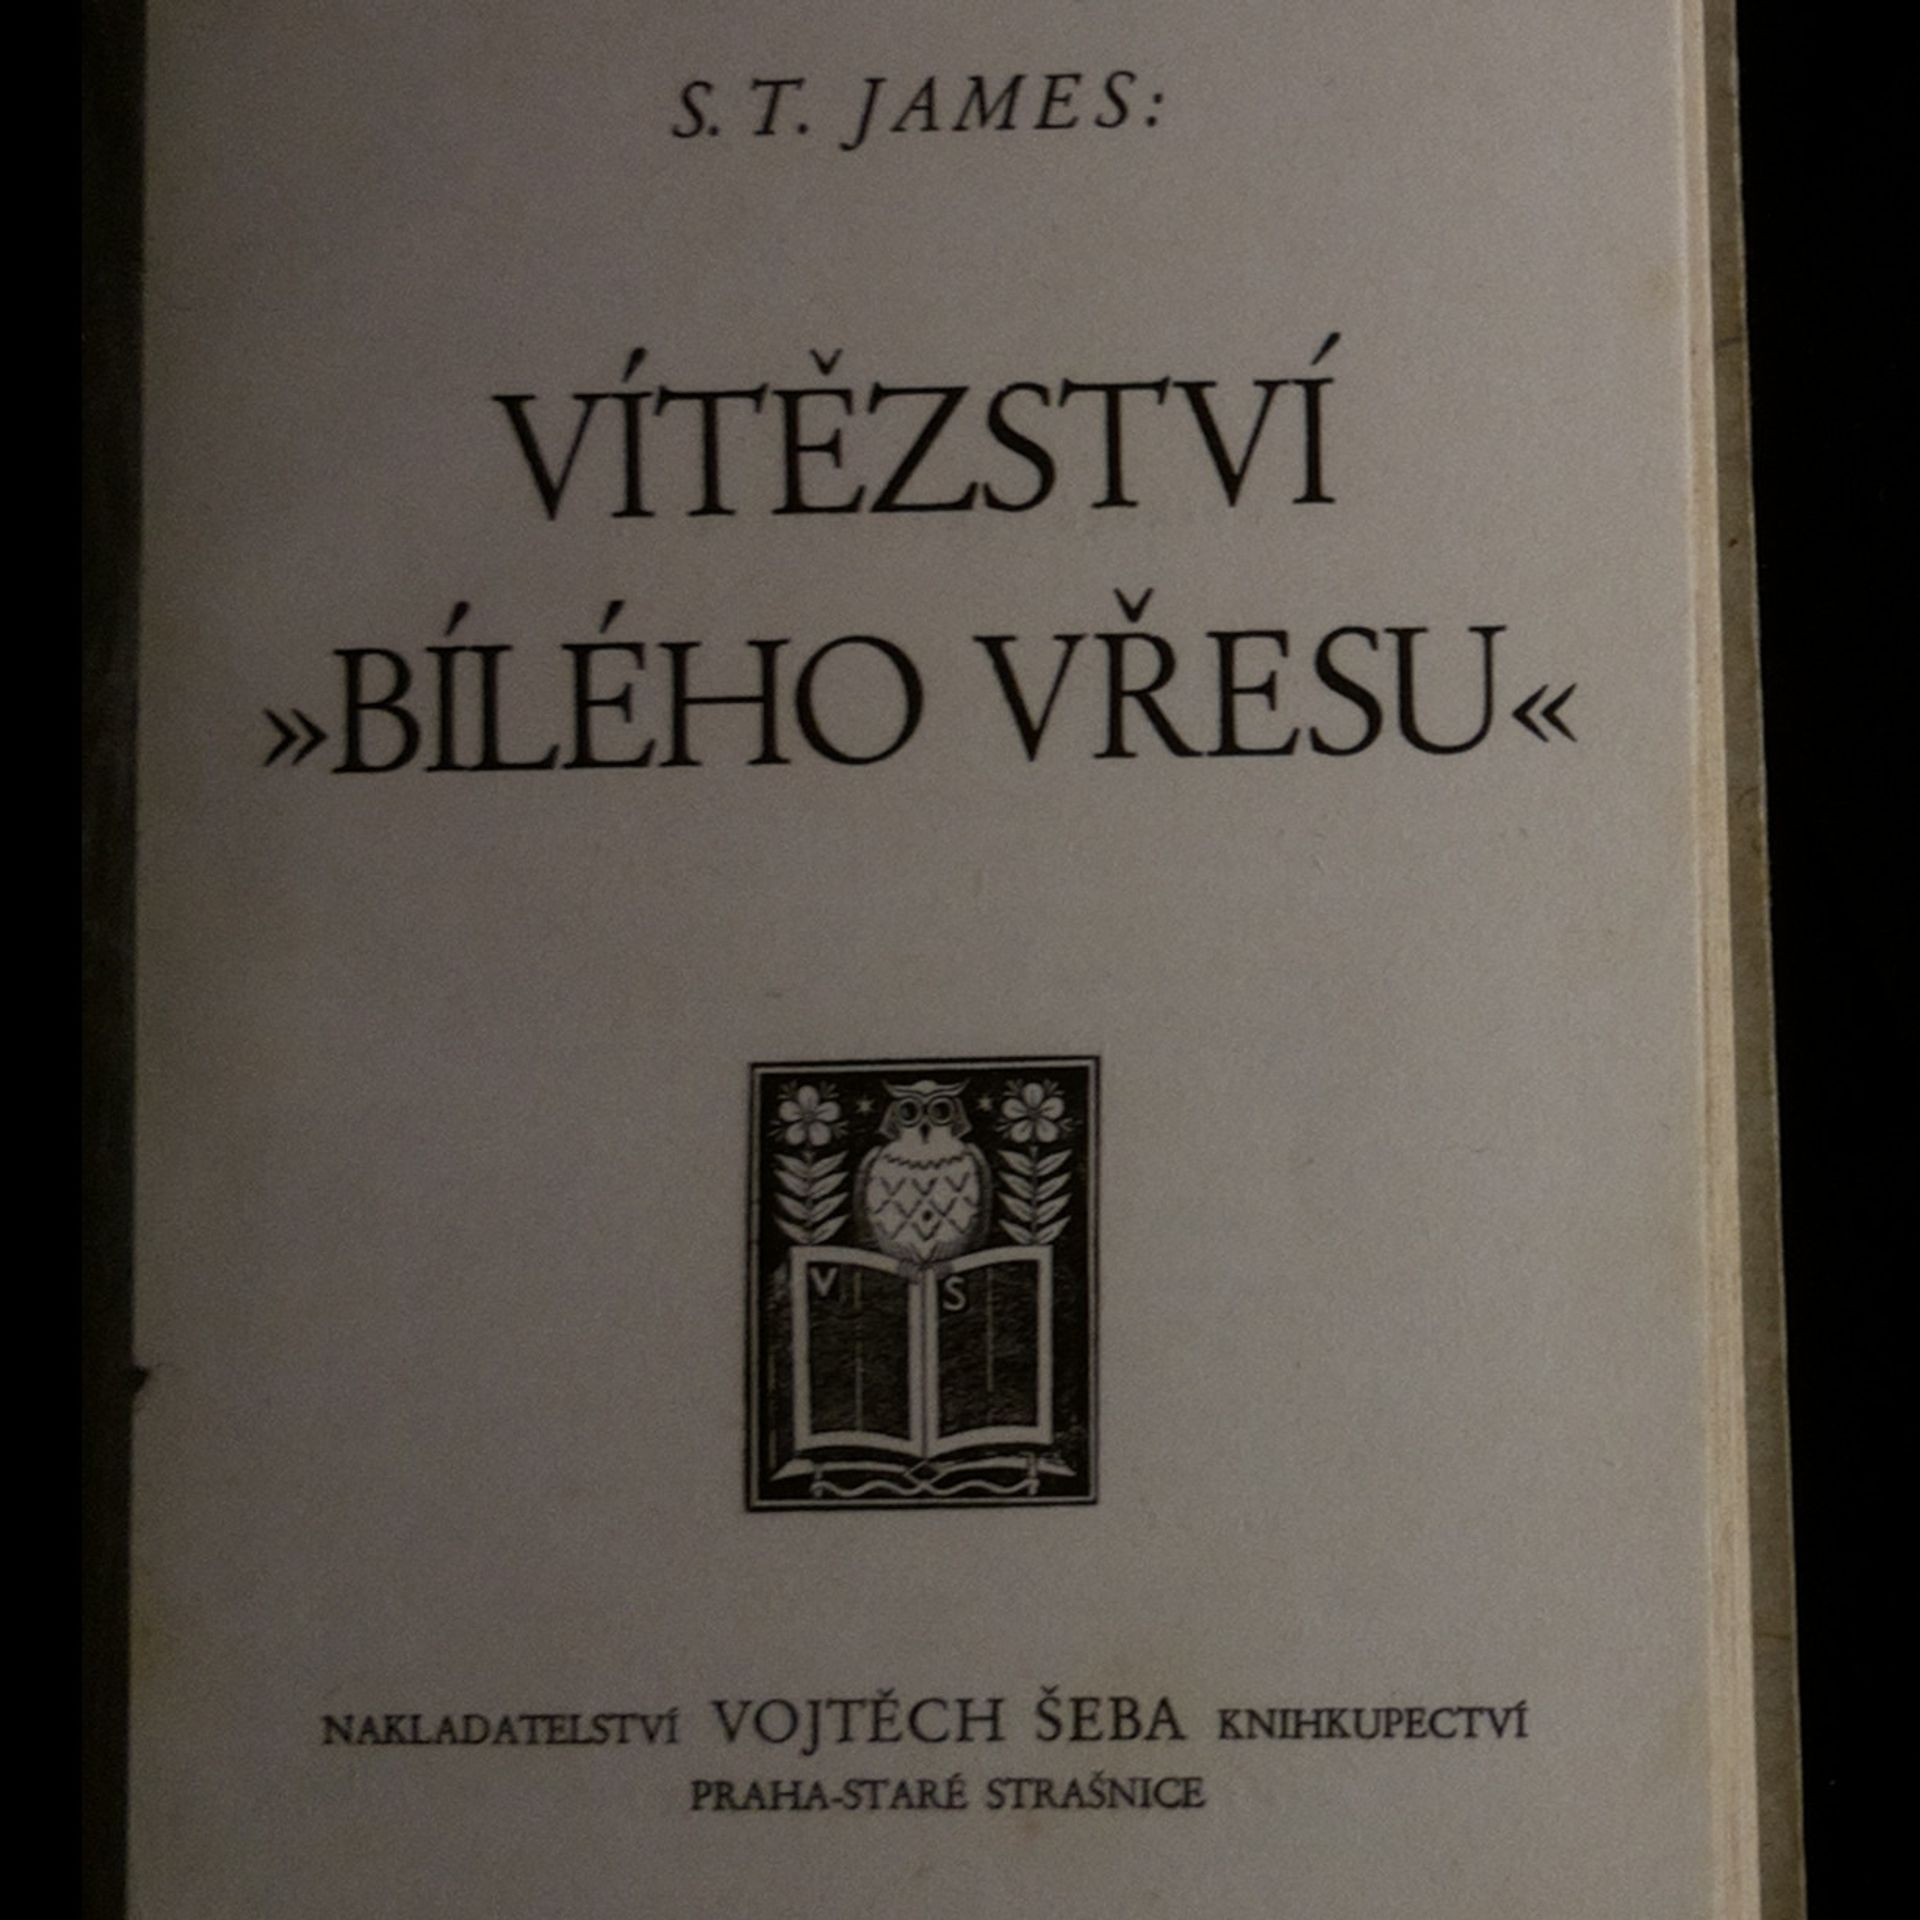 S. T. JAMES:
VÍTĚZSTVÍ
»BÍLÉHO VŘESU«
V S
NAKLADATELSTVÍ VOJTĚCH ŠEBA KNIHKUPECTVÍ
PRAHA-STARÉ STRAŠNICE